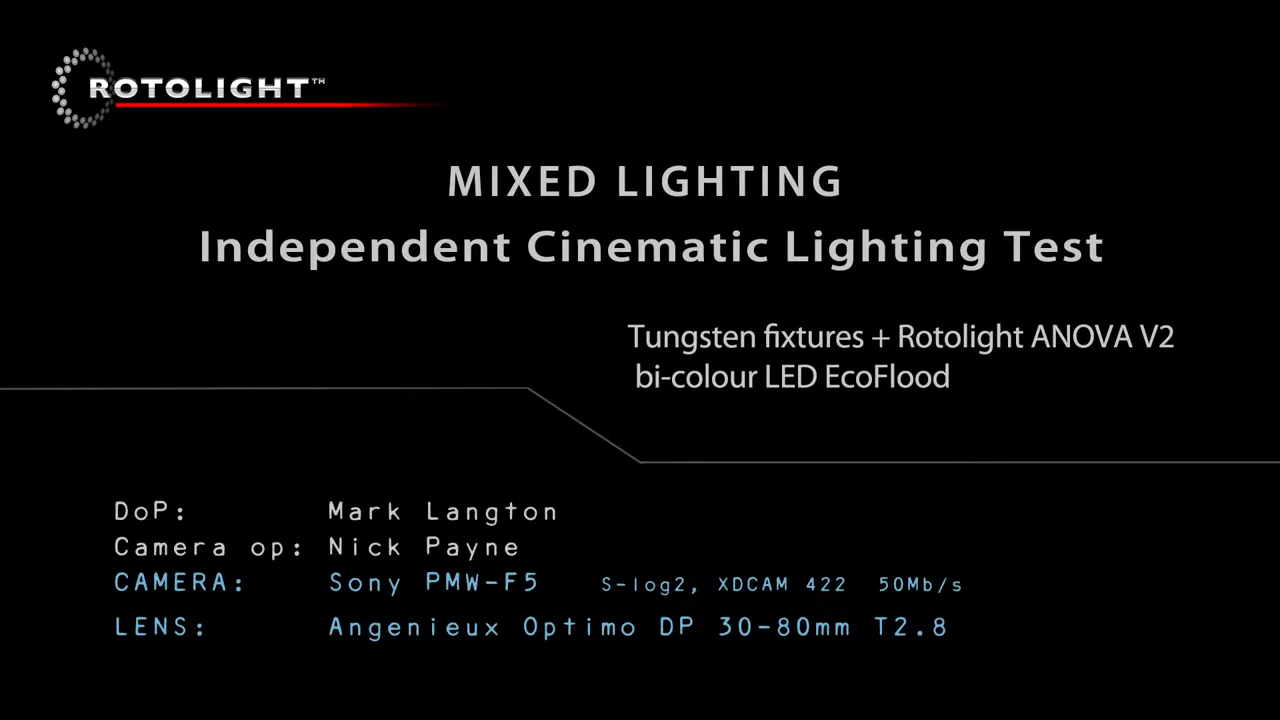 ROTOLIGHT™
MIXED LIGHTING
Independent Cinematic Lighting Test
Tungsten fixtures + Rotolight ANOVA V2
bi-colour LED EcoFlood
DoP: Mark Langton
Camera op: Nick Payne
CAMERA: Sony PMW-F5 S-log2, XDCAM 422 50Mb/s
LENS: Angenieux Optimo DP 30-80mm T2.8